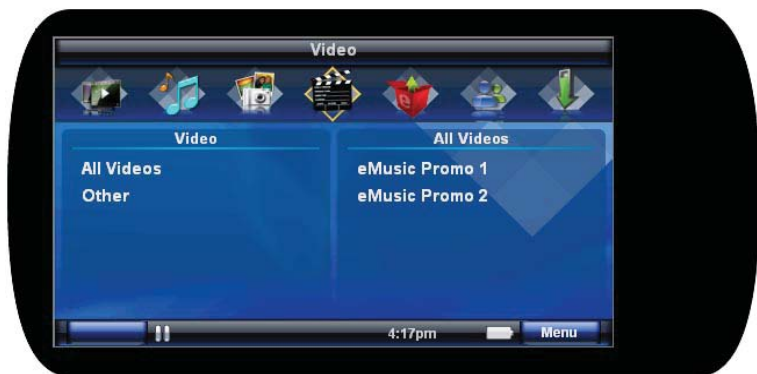 Video
Video
All Videos
Other
All Videos
eMusic Promo 1
eMusic Promo 2
4:17pm
Menu